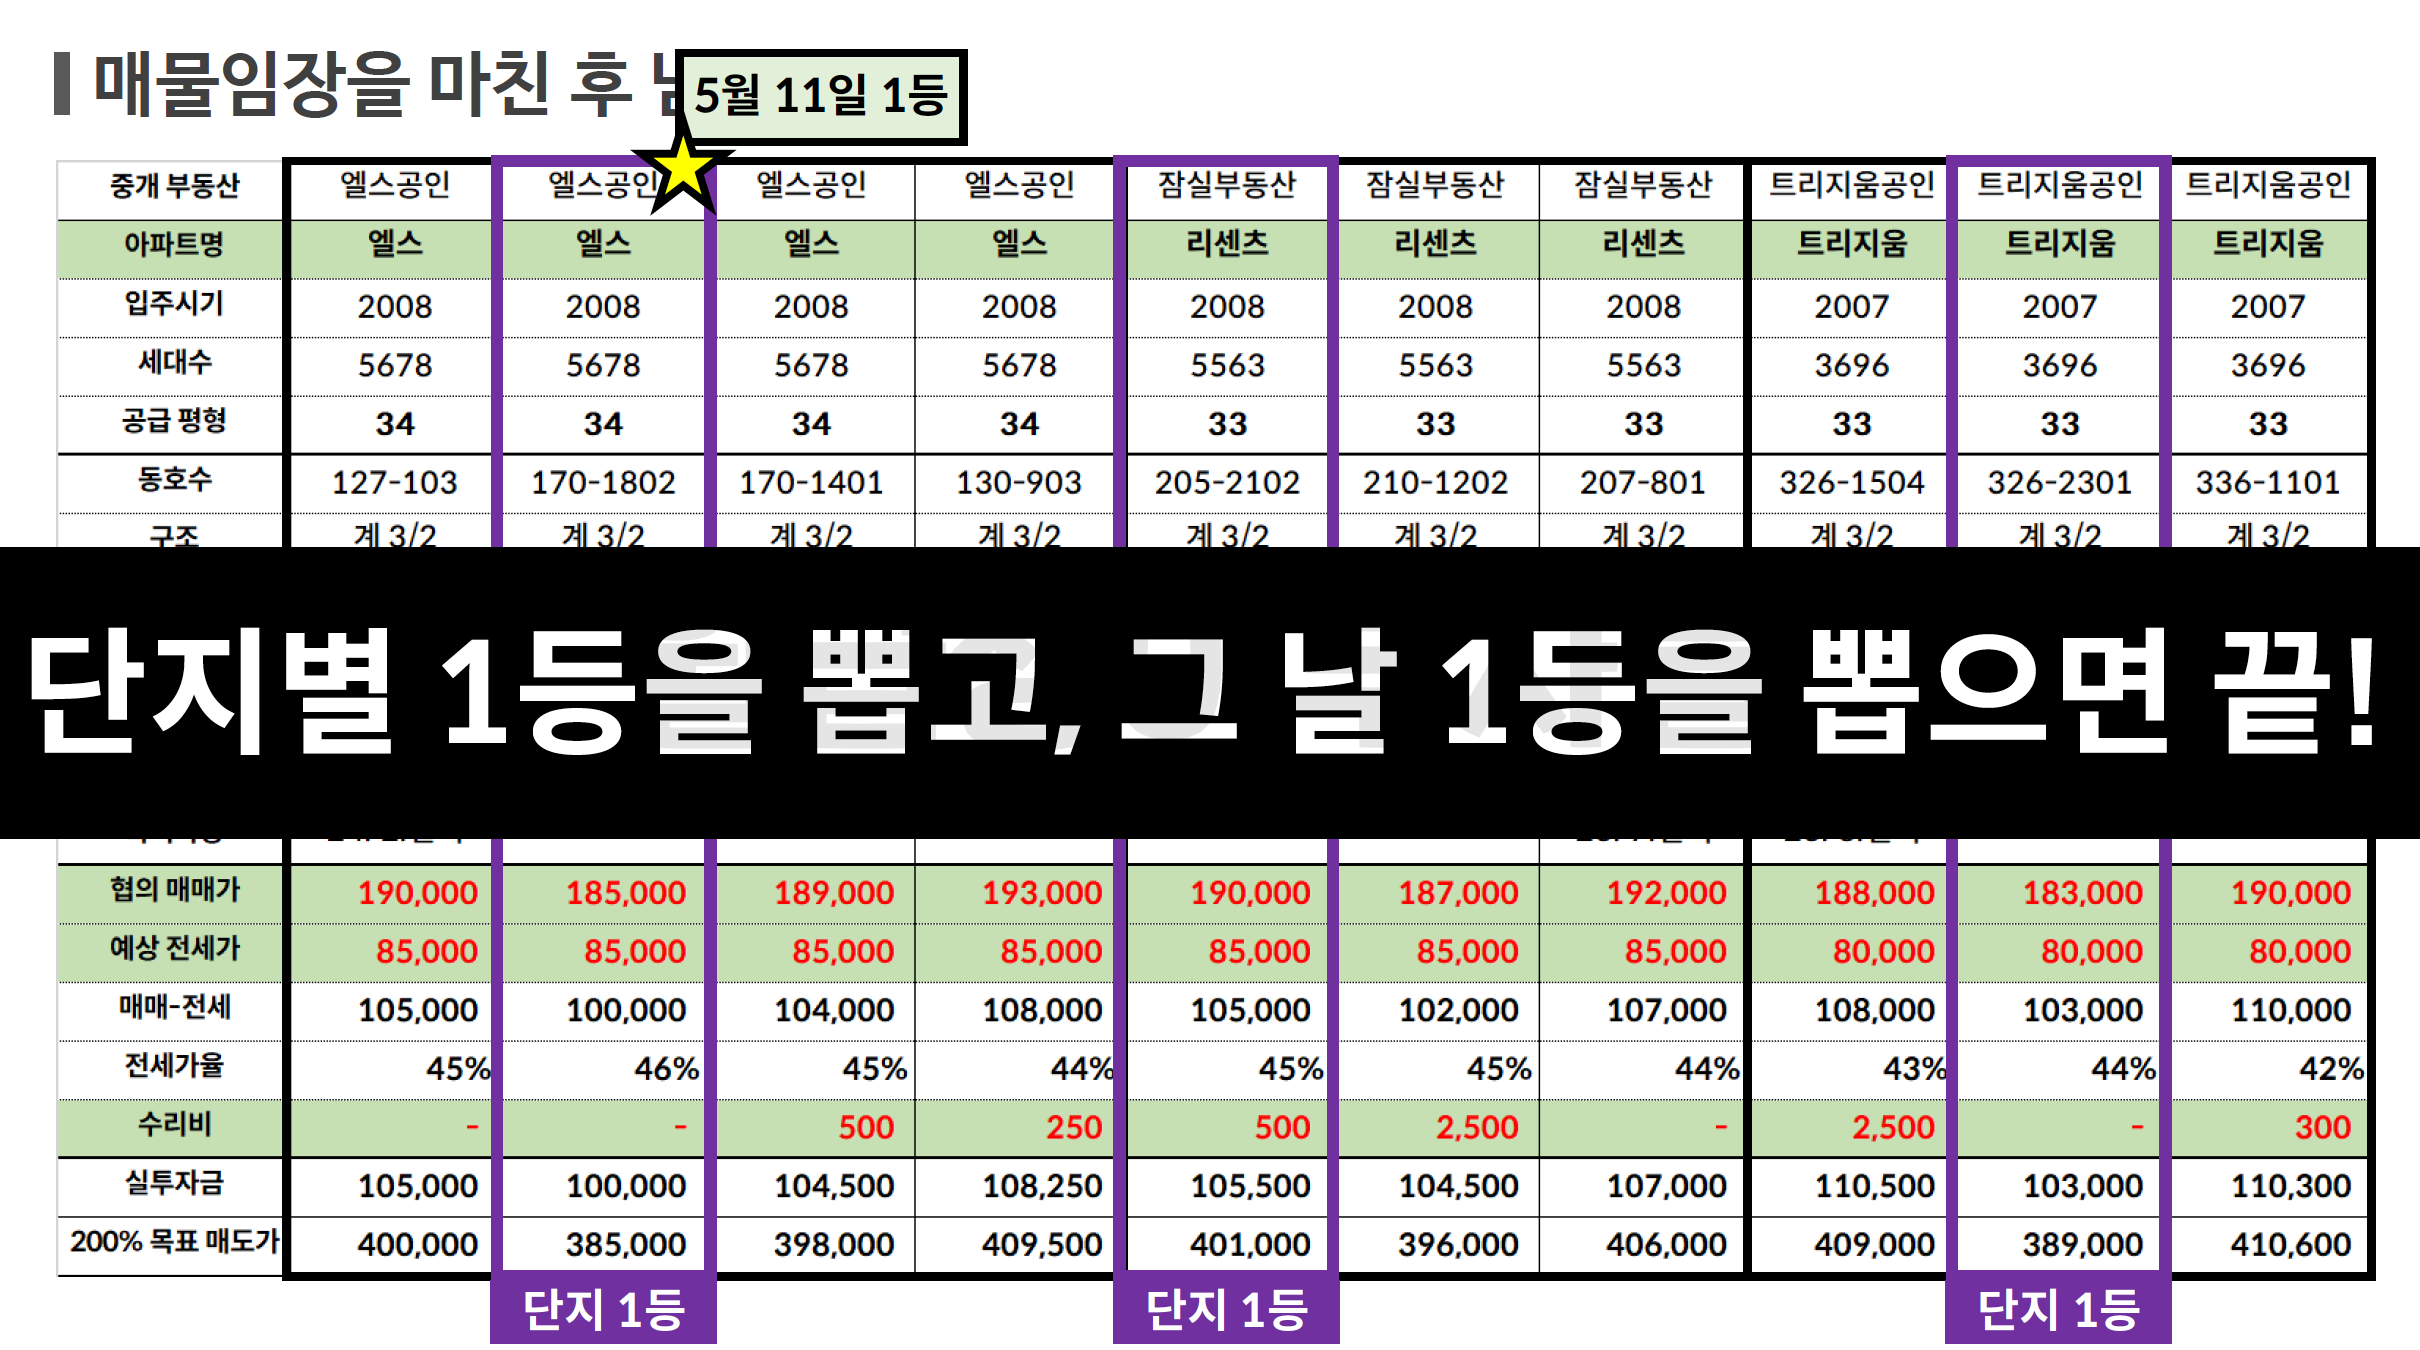 매물임장을 마친 후
5월 11일 1등
중개 부동산 엘스공인 엘스공인 엘스공인 엘스공인 잠실부동산 잠실부동산 잠실부동산 트리지움공인 트리지움공인 트리지움공인
아파트명 엘스 엘스 엘스 엘스 리센츠 리센츠 리센츠 트리지움 트리지움 트리지움
입주시기 2008 2008 2008 2008 2008 2008 2008 2007 2007 2007
세대수 5678 5678 5678 5678 5563 5563 5563 3696 3696 3696
공급 평형 34 34 34 34 33 33 33 33 33 33
동호수 127-103 170-1802 170-1401 130-903 205-2102 210-1202 207-801 326-1504 326-2301 336-1101
구조 계 3/2 계 3/2 계 3/2 계 3/2 계 3/2 계 3/2 계 3/2 계 3/2 계 3/2 계 3/2
단지별 1등을 뽑고, 그 날 1등을 뽑으면 끝!
협의 매매가 190,000 185,000 189,000 193,000 190,000 187,000 192,000 188,000 183,000 190,000
예상 전세가 85,000 85,000 85,000 85,000 85,000 85,000 85,000 80,000 80,000 80,000
매매-전세 105,000 100,000 104,000 108,000 105,000 102,000 107,000 108,000 103,000 110,000
전세가율 45% 46% 45% 44% 45% 45% 44% 43% 44% 42%
수리비 - - 500 250 500 2,500 - 2,500 - 300
실투자금 105,000 100,000 104,500 108,250 105,500 104,500 107,000 110,500 103,000 110,300
200% 목표 매도가 400,000 385,000 398,000 409,500 401,000 396,000 406,000 409,000 389,000 410,600
단지 1등 단지 1등 단지 1등